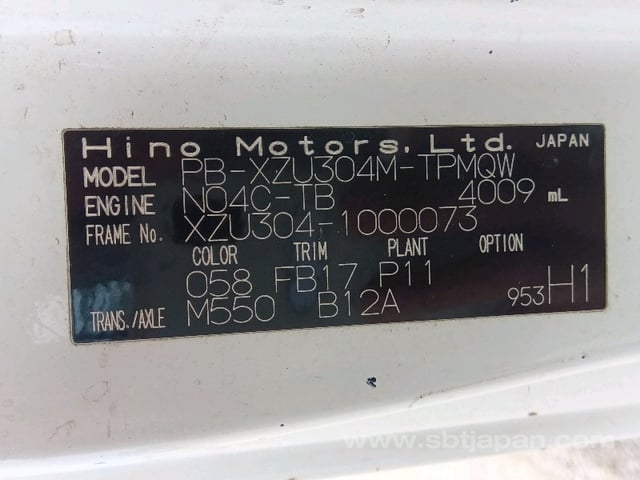 Hino Motors, Ltd. JAPAN
MODEL PB-XZU304M-TPMQW
ENGINE N04C-TB 4009 mL
FRAME No. XZU304-1000073
COLOR TRIM PLANT OPTION
058 FB17 P11
TRANS./AXLE M550 B12A 953H1
www.sbtjapan.com